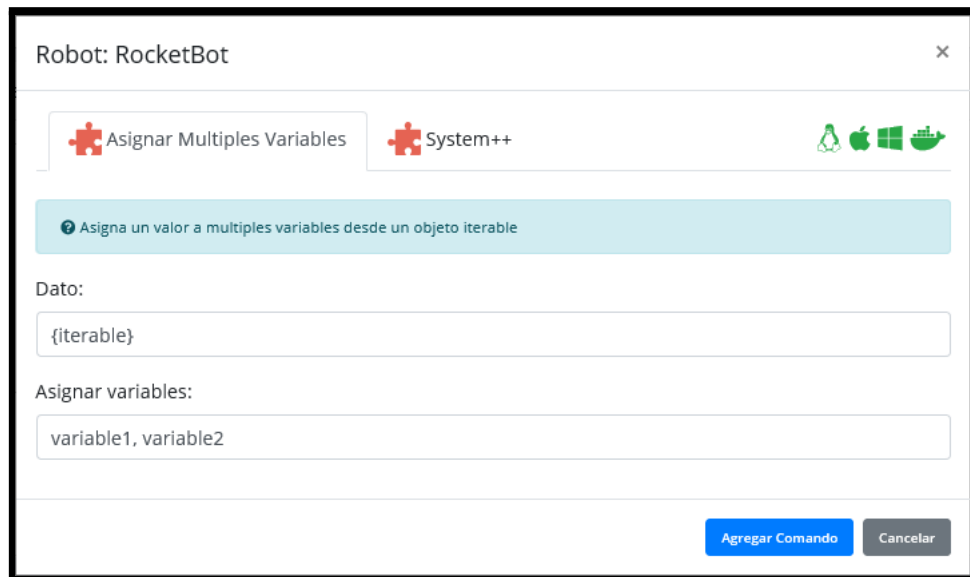 Robot: RocketBot
×
Asignar Multiples Variables
System++
Asigna un valor a multiples variables desde un objeto iterable
Dato:
{iterable}
Asignar variables:
variable1, variable2
Agregar Comando
Cancelar